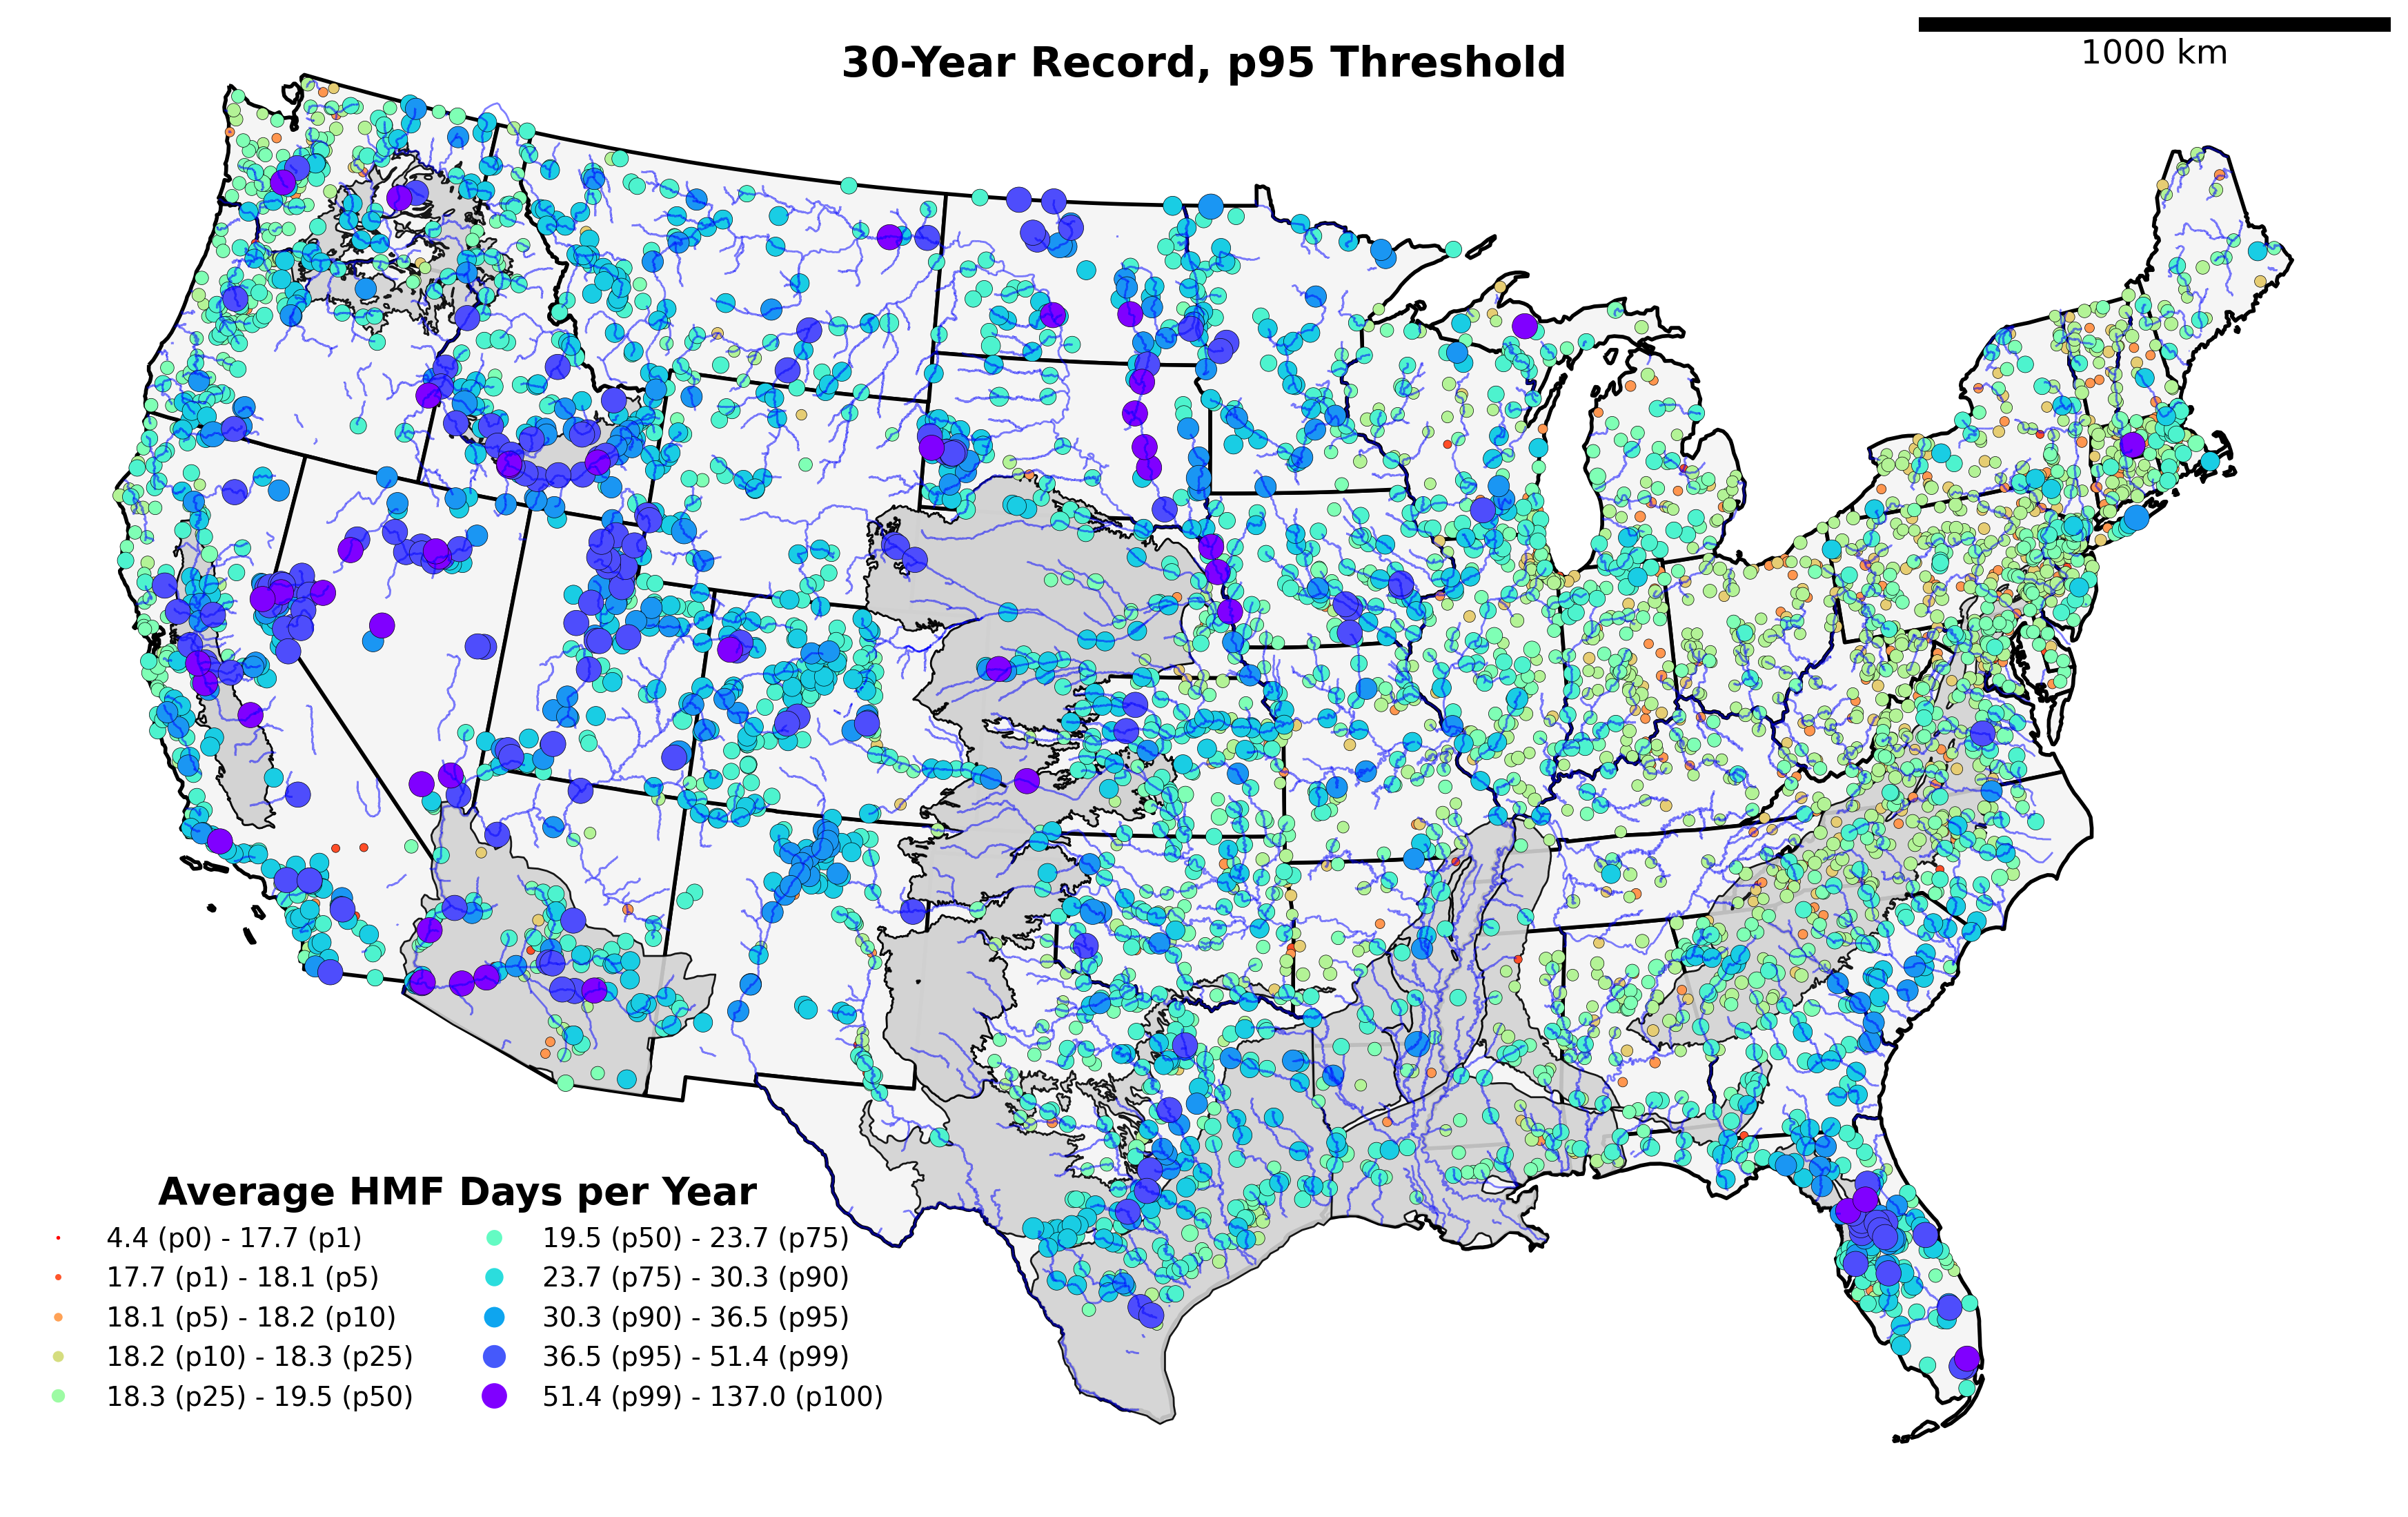 1000 km
30-Year Record, p95 Threshold
Average HMF Days per Year
4.4 (p0) - 17.7 (p1)
17.7 (p1) - 18.1 (p5)
18.1 (p5) - 18.2 (p10)
18.2 (p10) - 18.3 (p25)
18.3 (p25) - 19.5 (p50)
19.5 (p50) - 23.7 (p75)
23.7 (p75) - 30.3 (p90)
30.3 (p90) - 36.5 (p95)
36.5 (p95) - 51.4 (p99)
51.4 (p99) - 137.0 (p100)